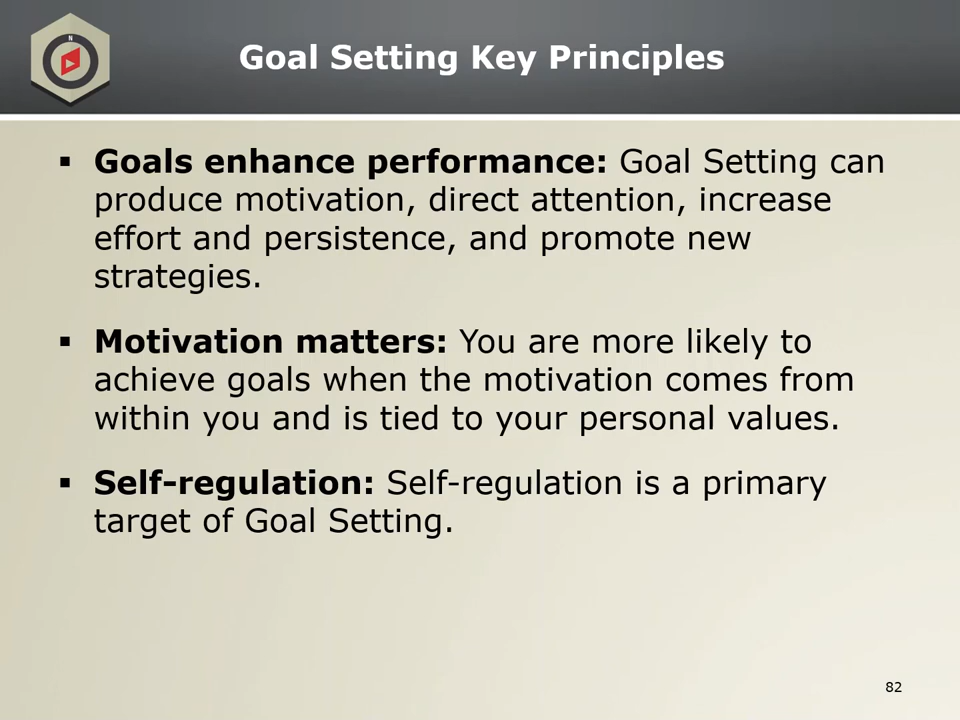 N
Goal Setting Key Principles
▪ Goals enhance performance: Goal Setting can
produce motivation, direct attention, increase
effort and persistence, and promote new
strategies.
▪ Motivation matters: You are more likely to
achieve goals when the motivation comes from
within you and is tied to your personal values.
▪ Self-regulation: Self-regulation is a primary
target of Goal Setting.
82